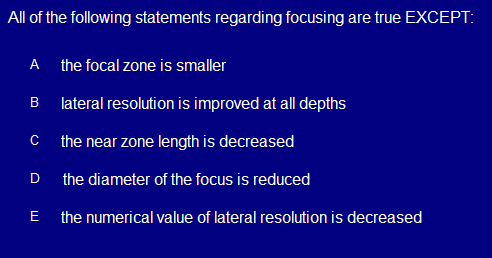 All of the following statements regarding focusing are true EXCEPT:
A the focal zone is smaller
B lateral resolution is improved at all depths
C the near zone length is decreased
D the diameter of the focus is reduced
E the numerical value of lateral resolution is decreased